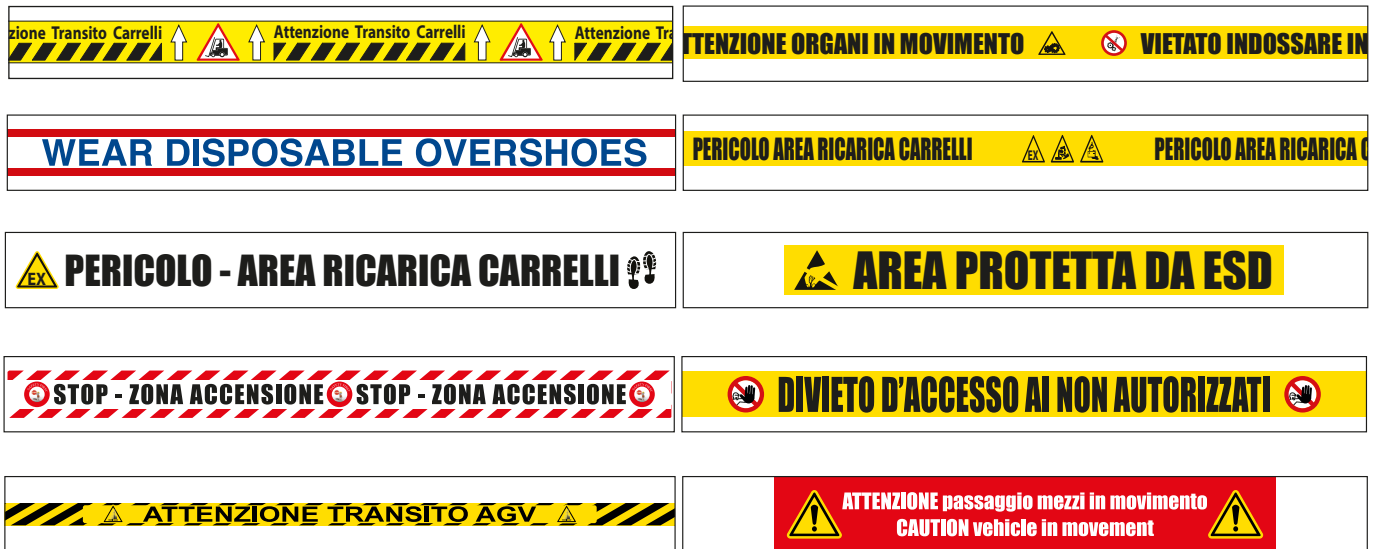 zione Transito Carrelli Attenzione Transito Carrelli Attenzione Tra
TTENZIONE ORGANI IN MOVIMENTO VIETATO INDOSSARE IN
WEAR DISPOSABLE OVERSHOES
PERICOLO AREA RICARICA CARRELLI EX PERICOLO AREA RICARICA C
EX PERICOLO - AREA RICARICA CARRELLI
AREA PROTETTA DA ESD
STOP - ZONA ACCENSIONE STOP - ZONA ACCENSIONE
DIVIETO D'ACCESSO AI NON AUTORIZZATI
ATTENZIONE TRANSITO AGV
ATTENZIONE passaggio mezzi in movimento
CAUTION vehicle in movement